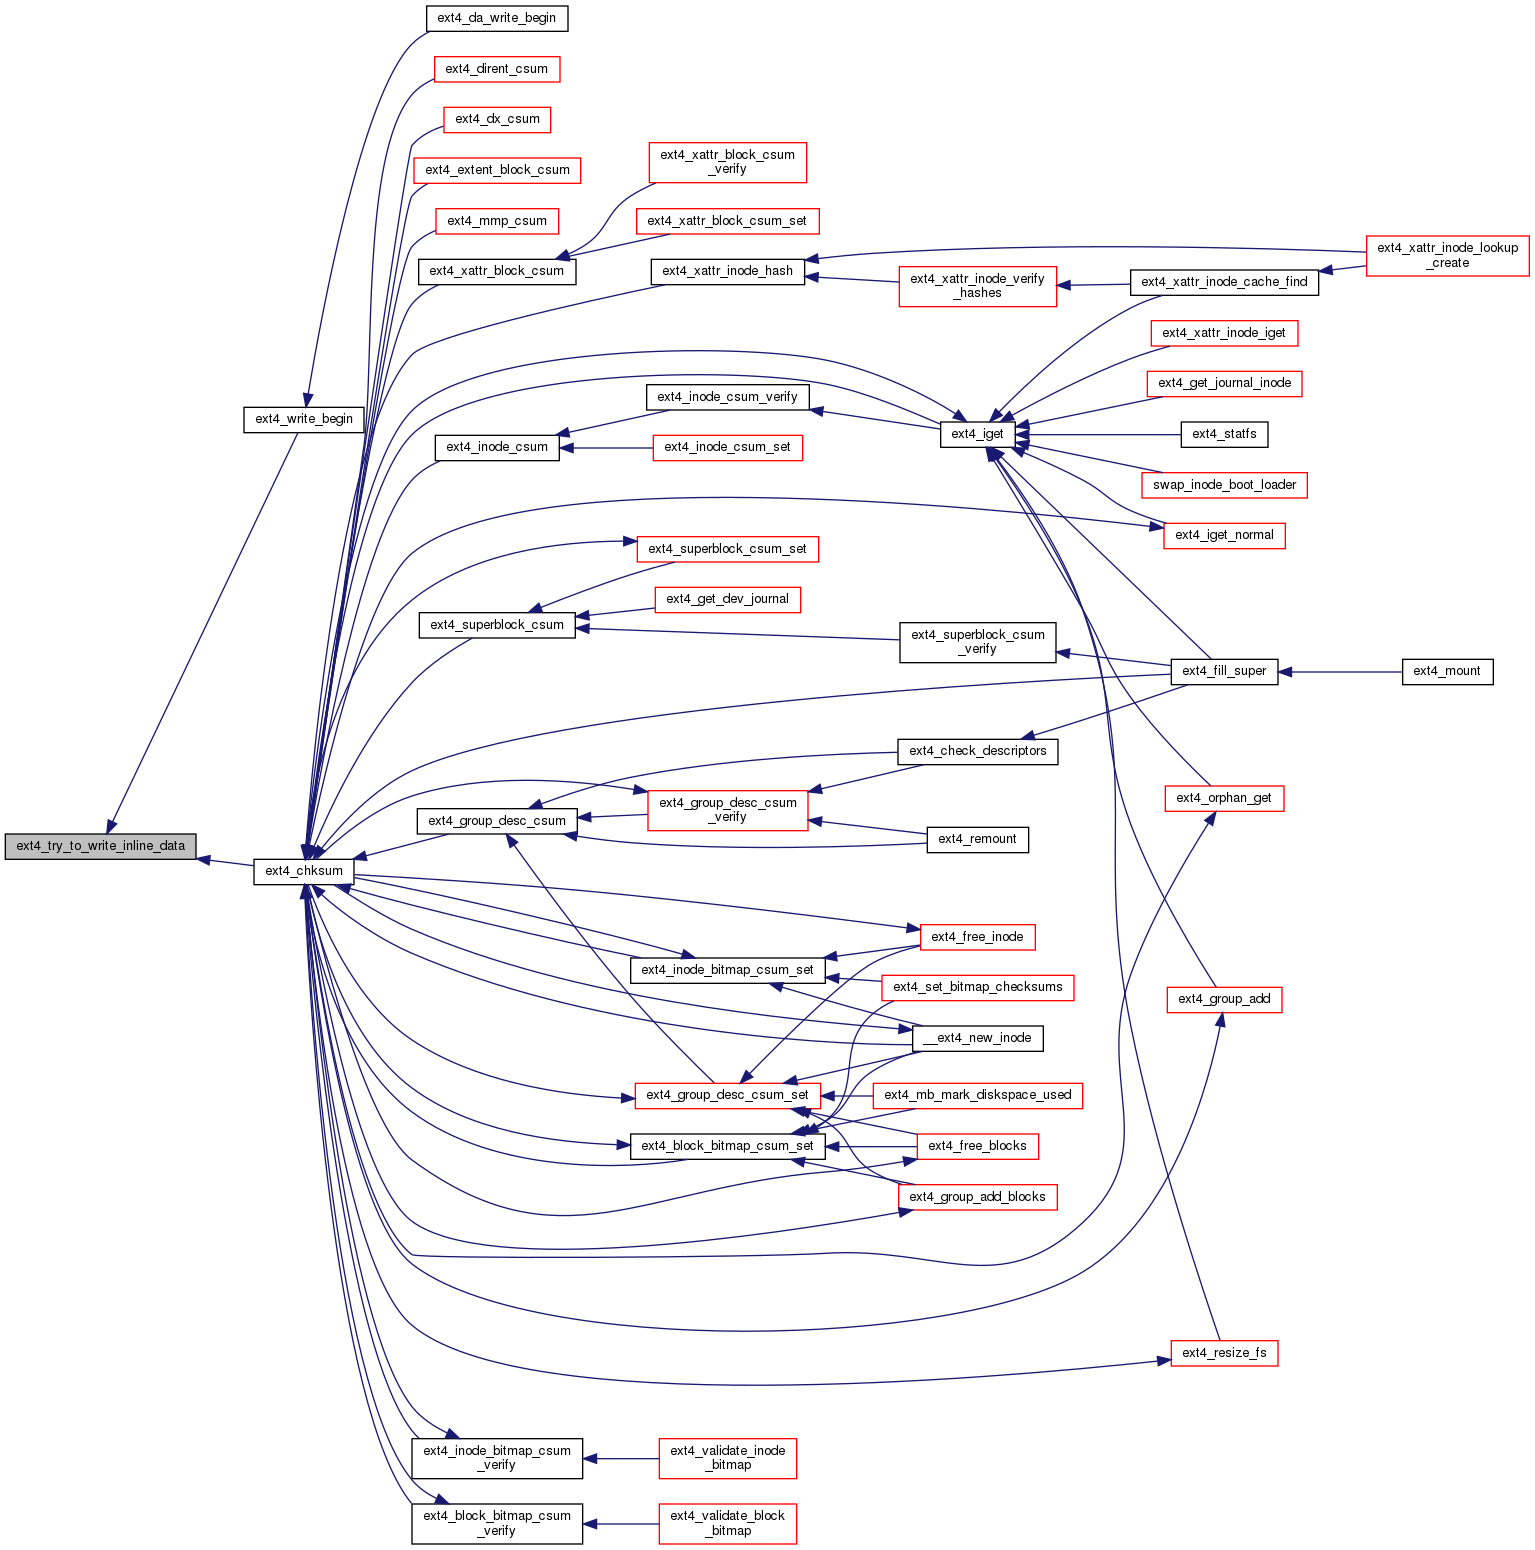 ext4_da_write_begin
ext4_dirent_csum
ext4_dx_csum
ext4_xattr_block_csum
_verify
ext4_extent_block_csum
ext4_mmp_csum
ext4_xattr_block_csum_set
ext4_xattr_inode_lookup
_create
ext4_xattr_block_csum
ext4_xattr_inode_hash
ext4_xattr_inode_verify
_hashes
ext4_xattr_inode_cache_find
ext4_xattr_inode_iget
ext4_get_journal_inode
ext4_inode_csum_verify
ext4_write_begin
ext4_iget
ext4_statfs
ext4_inode_csum
ext4_inode_csum_set
swap_inode_boot_loader
ext4_iget_normal
ext4_superblock_csum_set
ext4_get_dev_journal
ext4_superblock_csum
ext4_superblock_csum
_verify
ext4_fill_super
ext4_mount
ext4_check_descriptors
ext4_orphan_get
ext4_group_desc_csum
ext4_group_desc_csum
_verify
ext4_remount
ext4_try_to_write_inline_data
ext4_chksum
ext4_free_inode
ext4_inode_bitmap_csum_set
ext4_set_bitmap_checksums
ext4_group_add
__ext4_new_inode
ext4_group_desc_csum_set
ext4_mb_mark_diskspace_used
ext4_block_bitmap_csum_set
ext4_free_blocks
ext4_group_add_blocks
ext4_resize_fs
ext4_inode_bitmap_csum
_verify
ext4_validate_inode
_bitmap
ext4_block_bitmap_csum
_verify
ext4_validate_block
_bitmap